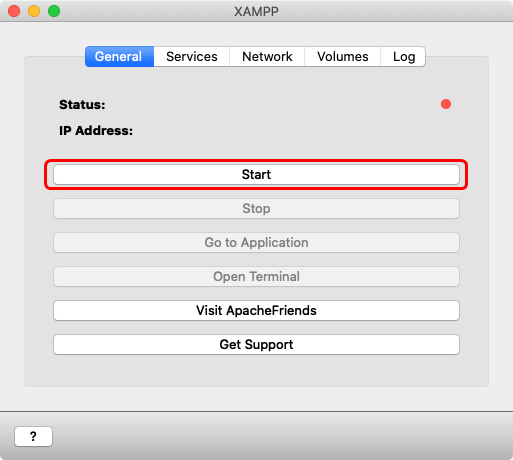 XAMPP
General Services Network Volumes Log
Status:
IP Address:
Start
Stop
Go to Application
Open Terminal
Visit ApacheFriends
Get Support
?